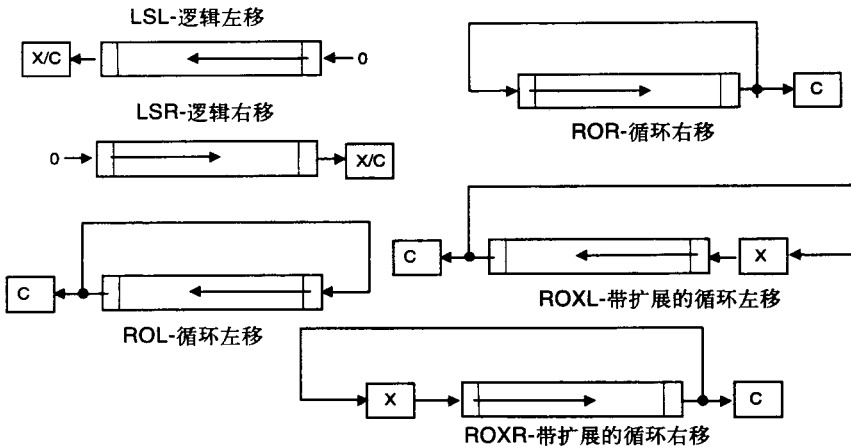 LSL-逻辑左移
X/C
0
LSR-逻辑右移
0
X/C
C
ROR-循环右移
C
ROL-循环左移
C
X
ROXL-带扩展的循环左移
X
C
ROXR-带扩展的循环右移